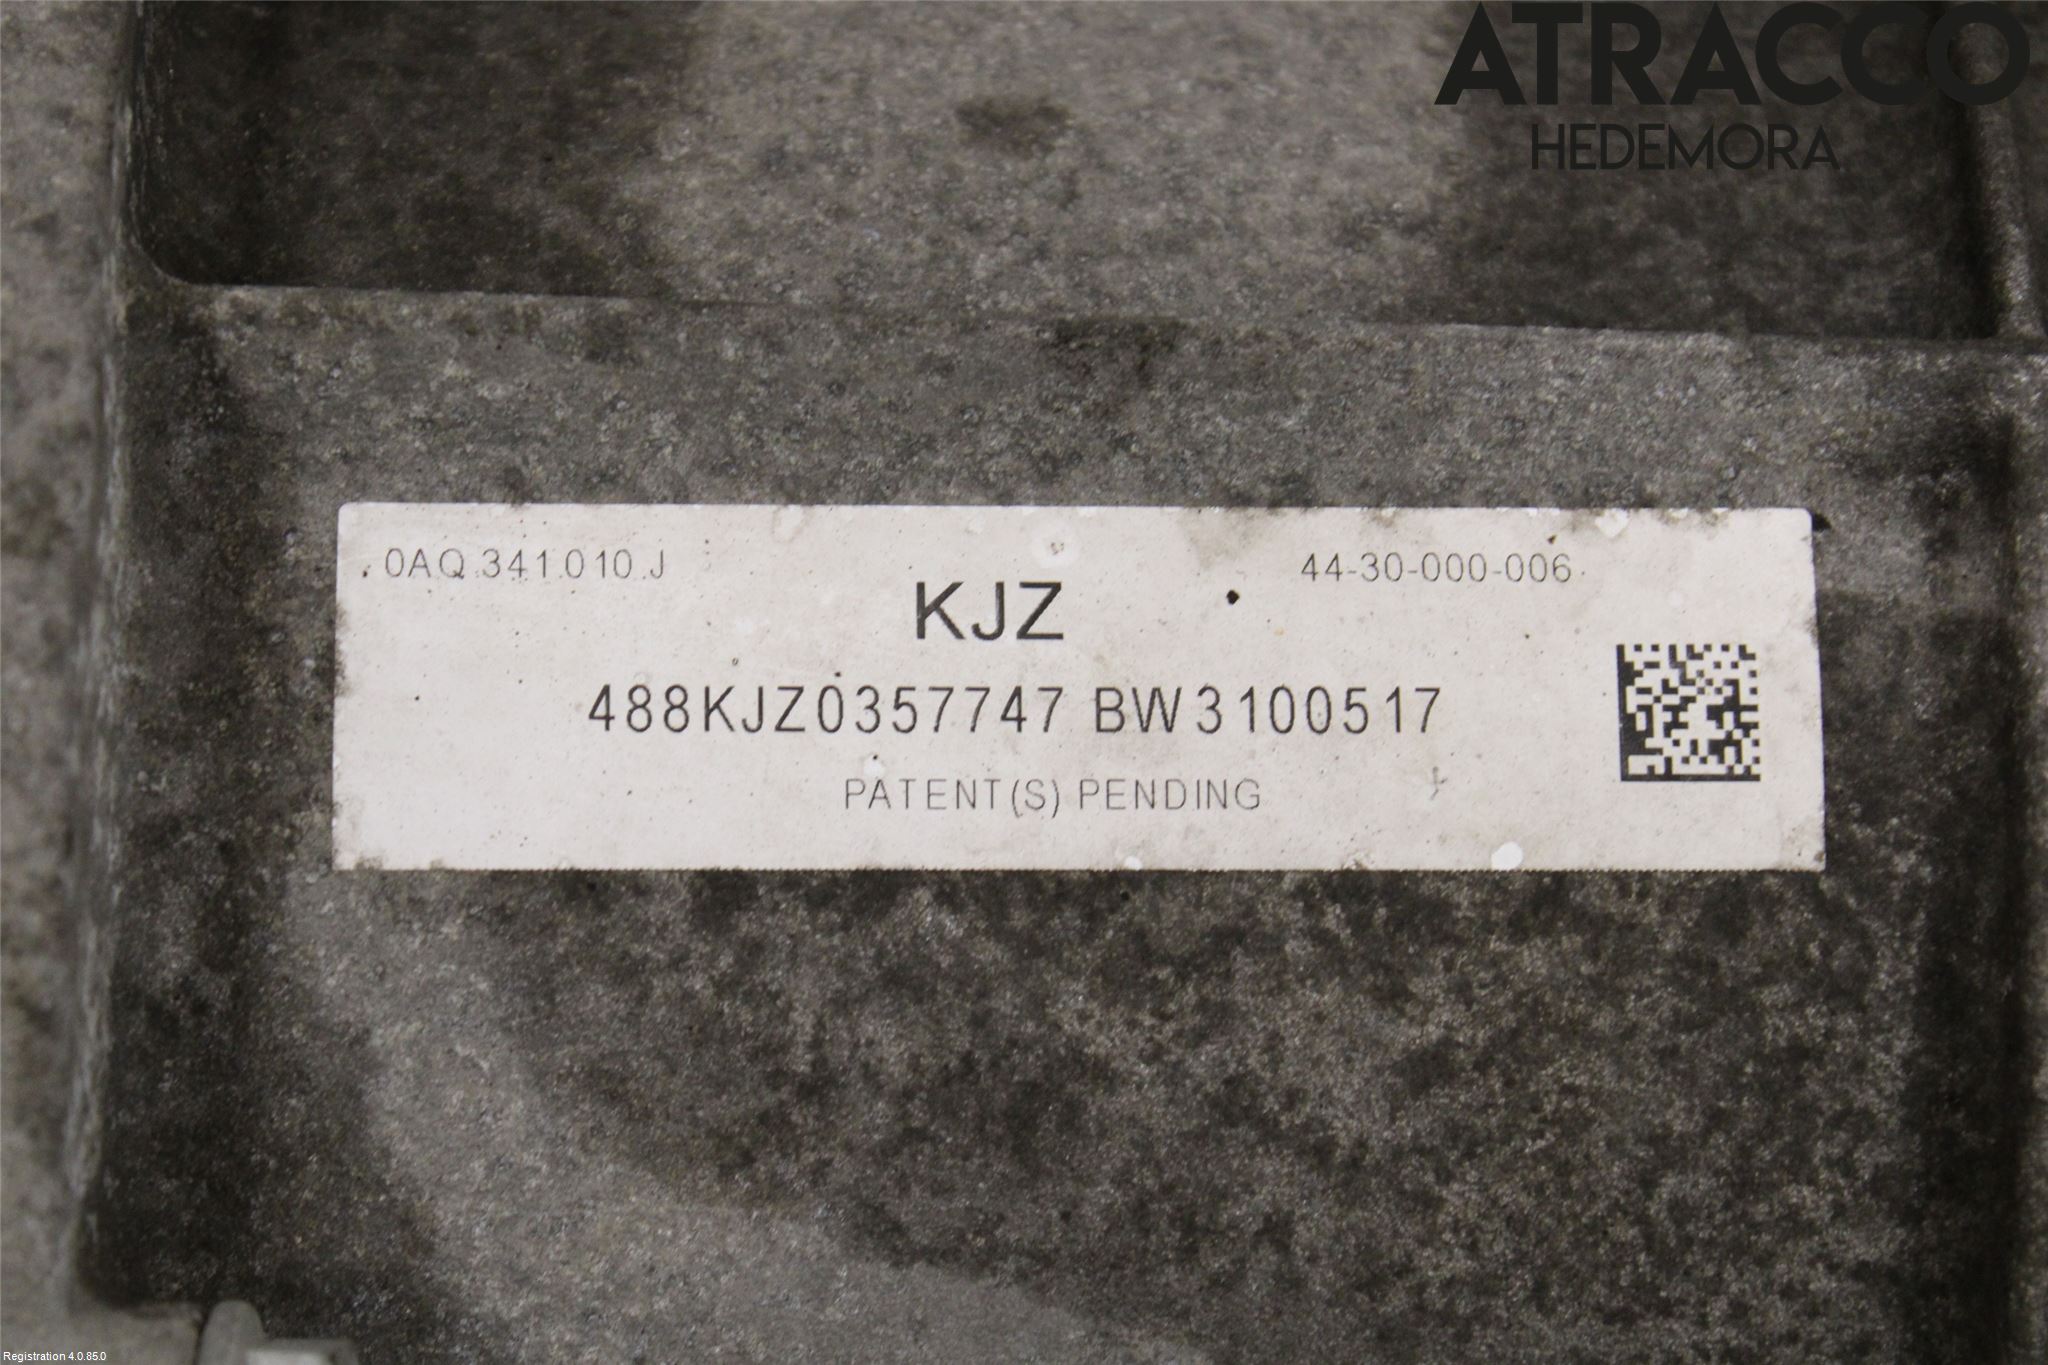 ATRACCO
HEDEMORA
0AQ 341 010 J
44-30-000-006
KJZ
488KJZ0357747 BW3100517
PATENT(S) PENDING
Registration 4.0.85.0